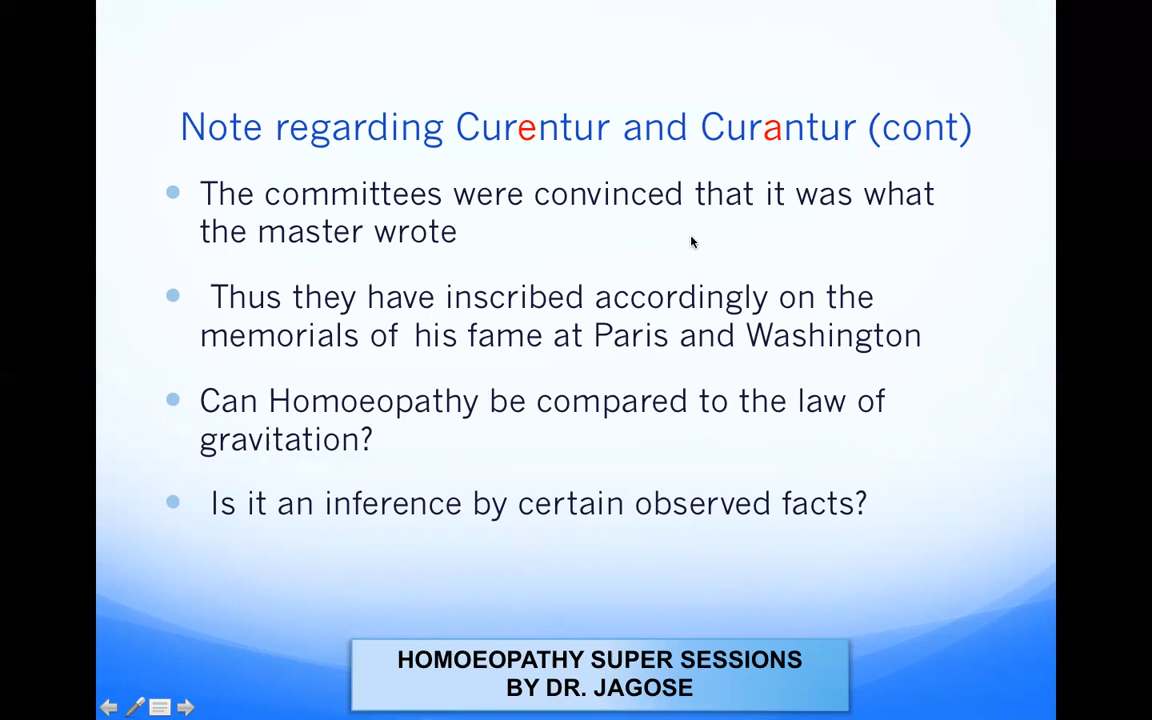 Note regarding Curentur and Curantur (cont)
The committees were convinced that it was what
the master wrote
Thus they have inscribed accordingly on the
memorials of his fame at Paris and Washington
Can Homoeopathy be compared to the law of
gravitation?
Is it an inference by certain observed facts?
HOMOEOPATHY SUPER SESSIONS
BY DR. JAGOSE